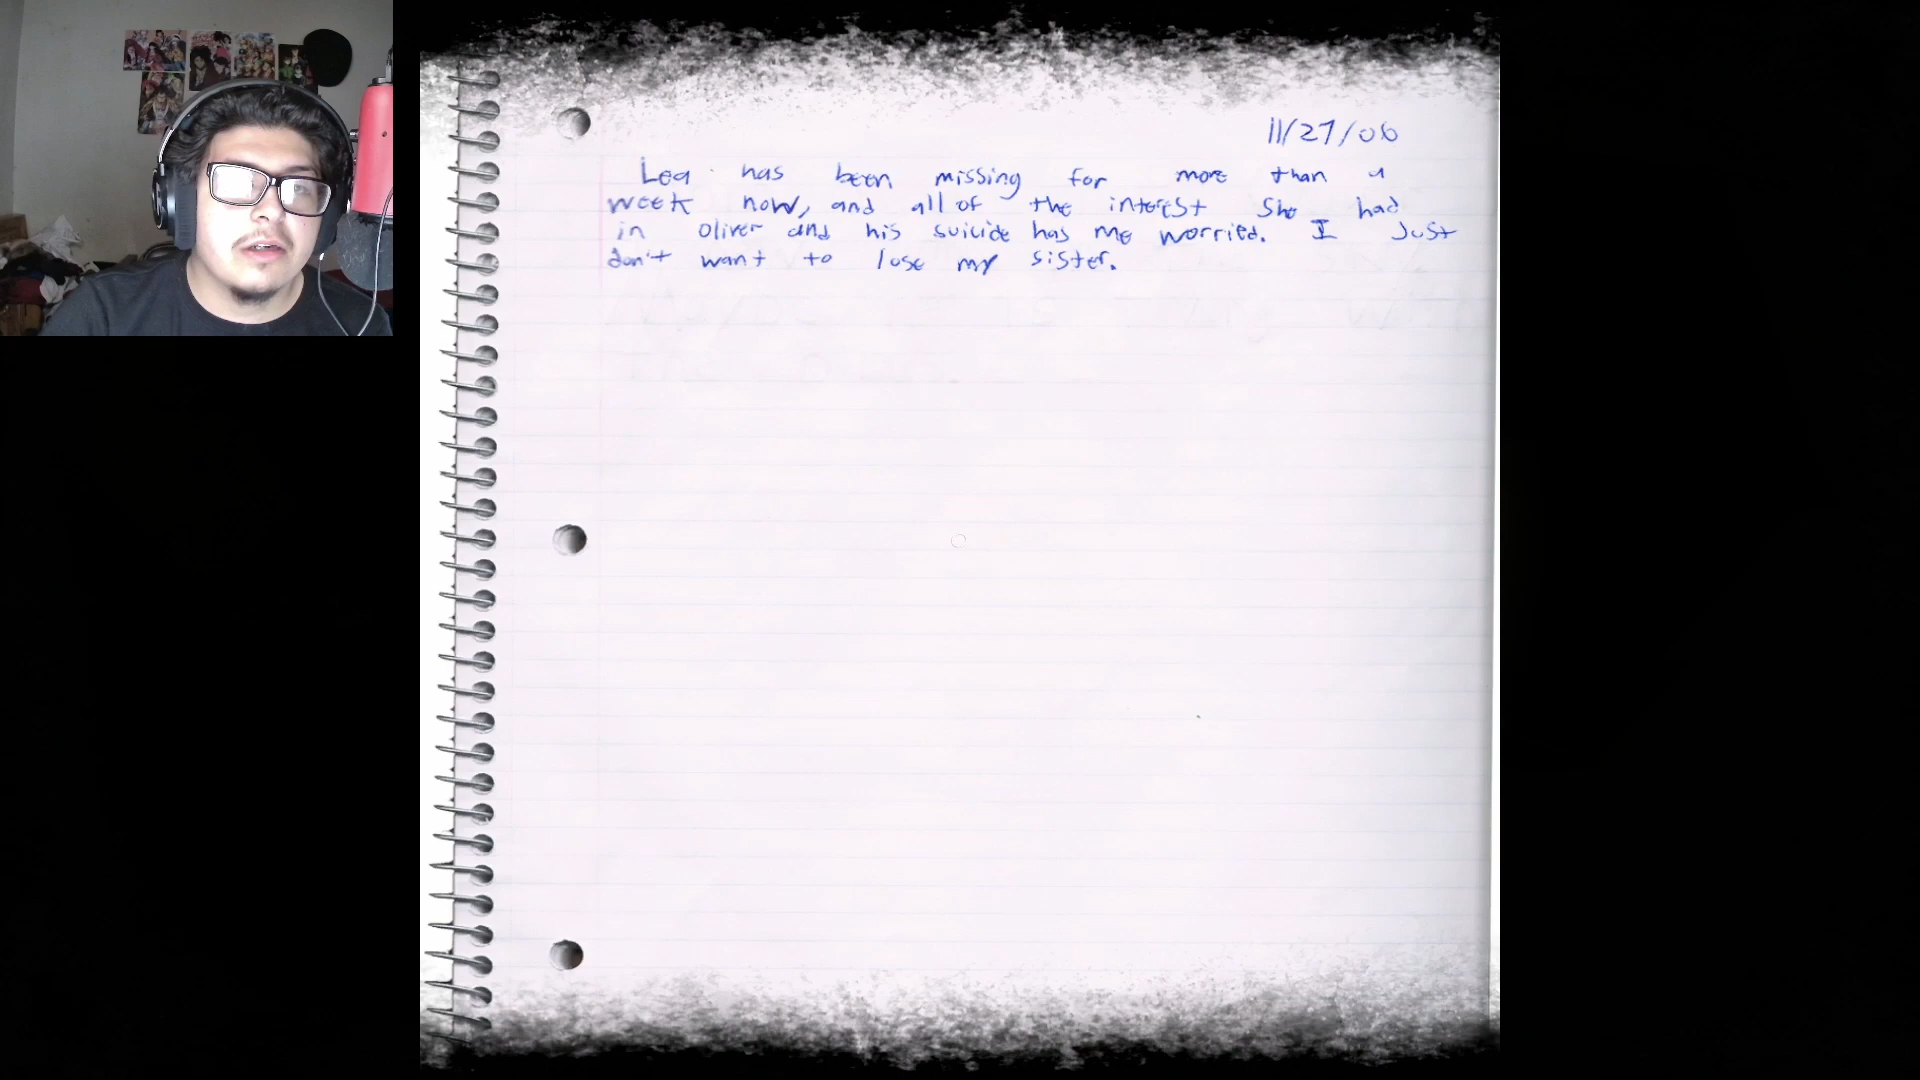 11/27/06
Lea has been missing for more than a
week now, and all of the interest she had
in oliver and his suicide has me worried. I Just
don't want to lose my sister.